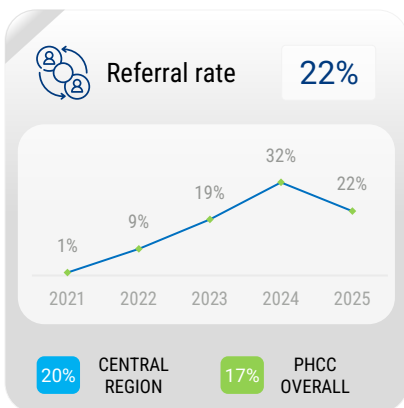 Referral rate 22%
32%
22%
19%
9%
1%
2021 2022 2023 2024 2025
20% CENTRAL REGION
17% PHCC OVERALL